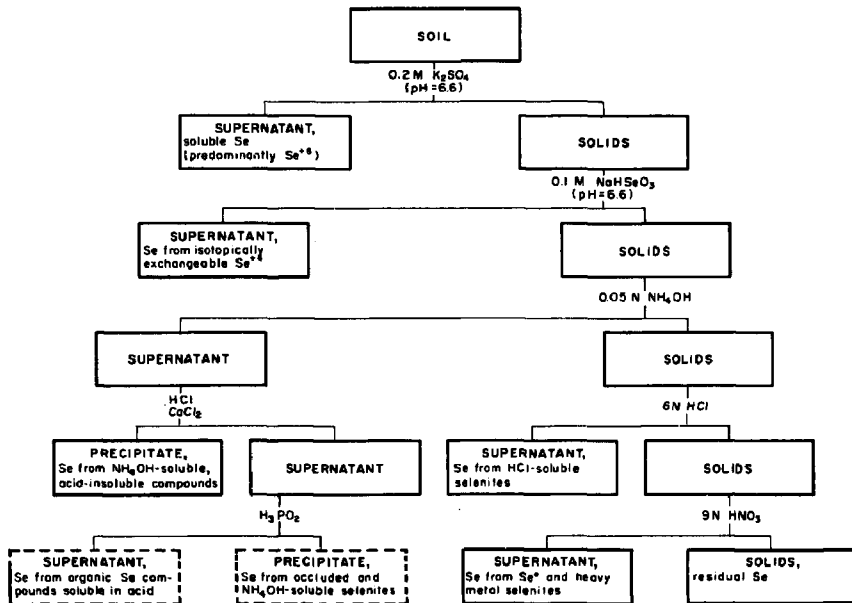 SOIL
0.2 M K₂SO₄
(pH=6.6)
SUPERNATANT,
soluble Se
(predominantly Se⁺⁶)
SOLIDS
0.1 M NaHSeO₃
(pH=6.6)
SUPERNATANT,
Se from isotopically
exchangeable Se⁺⁴
SOLIDS
0.05 N NH₄OH
SUPERNATANT
SOLIDS
HCl
CaCl₂
6N HCl
PRECIPITATE,
Se from NH₄OH-soluble,
acid-insoluble compounds
SUPERNATANT
SUPERNATANT,
Se from HCl-soluble
selenites
SOLIDS
H₃PO₂
9N HNO₃
SUPERNATANT,
Se from organic Se com-
pounds soluble in acid
PRECIPITATE,
Se from occluded and
NH₄OH-soluble selenites
SUPERNATANT,
Se from Se° and heavy
metal selenites
SOLIDS,
residual Se